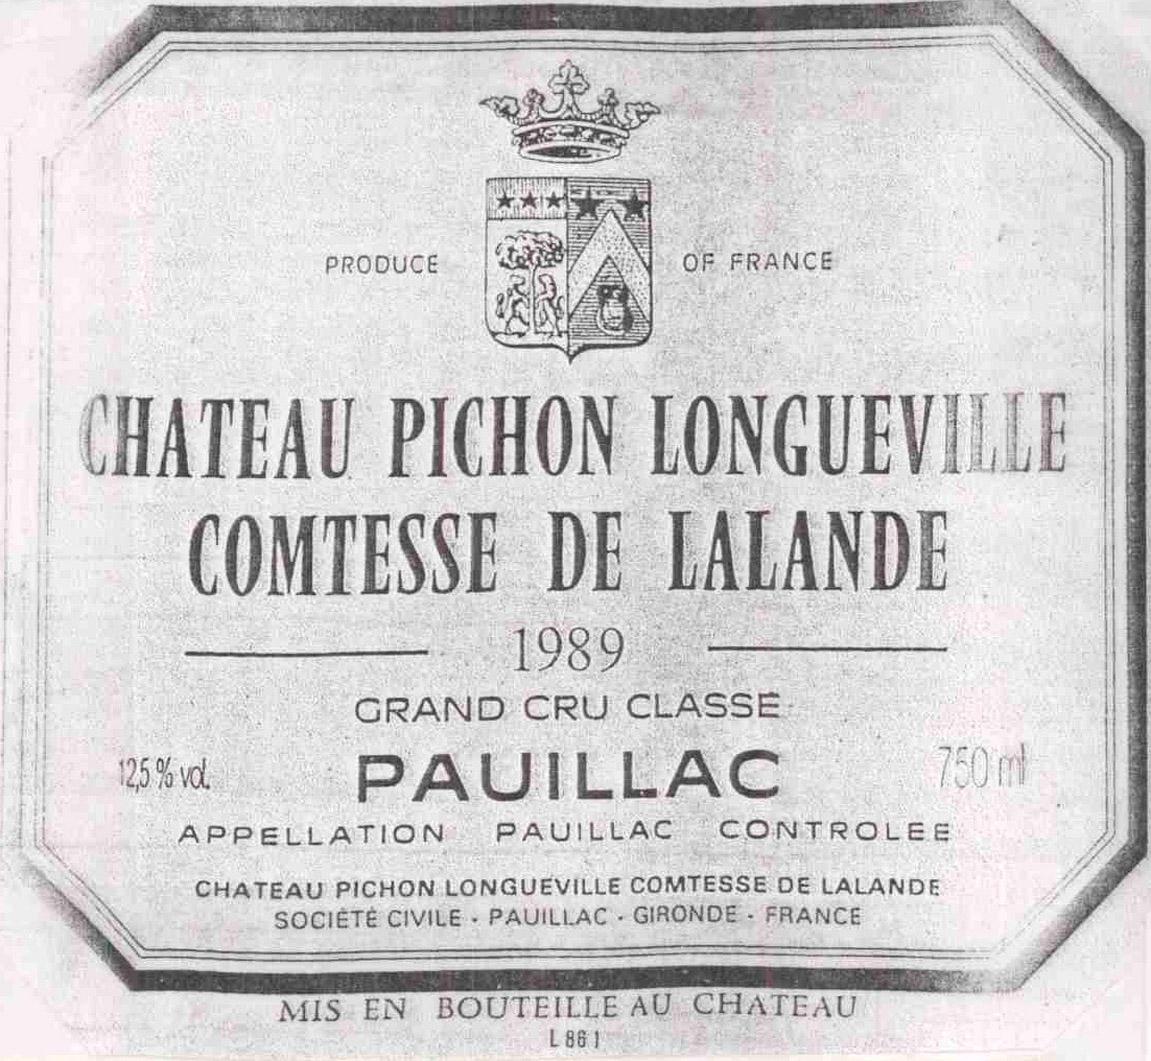 PRODUCE OF FRANCE
CHATEAU PICHON LONGUEVILLE
COMTESSE DE LALANDE
1989
GRAND CRU CLASSE
12,5 % vol. PAUILLAC 750 ml
APPELLATION PAUILLAC CONTROLEE
CHATEAU PICHON LONGUEVILLE COMTESSE DE LALANDE
SOCIÉTÉ CIVILE - PAUILLAC - GIRONDE - FRANCE
MIS EN BOUTEILLE AU CHATEAU
L 86 1